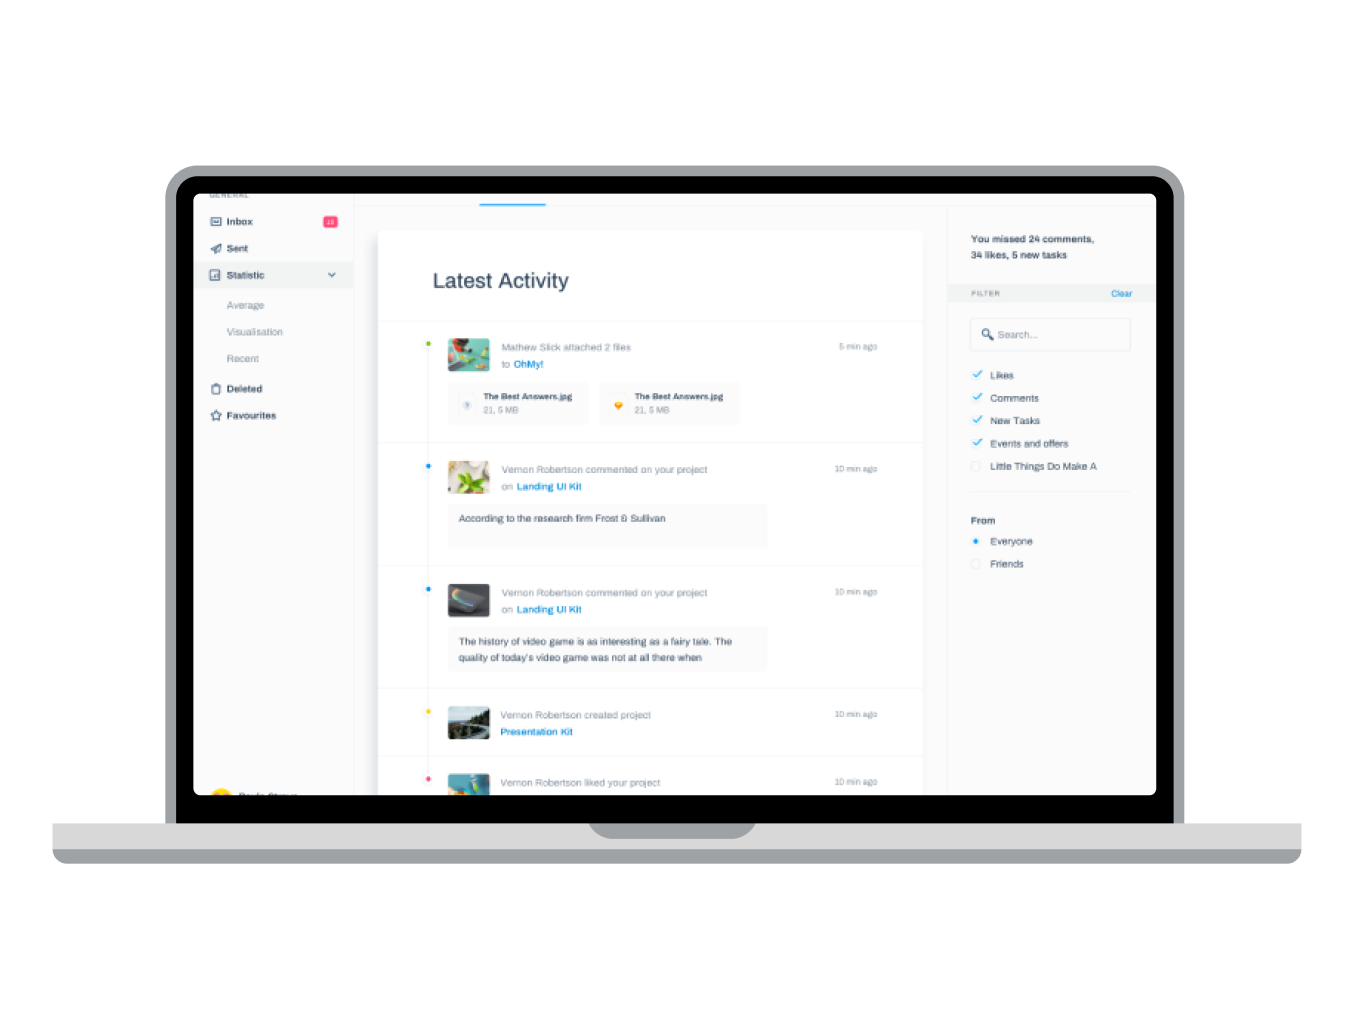 GENERAL
Inbox
Sent
Statistic
Average
Visualisation
Recent
Deleted
Favourites
Latest Activity
Mathew Slick attached 2 files
to OhMy!
5 min ago
The Best Answers.jpg
21, 5 MB
The Best Answers.jpg
21, 5 MB
Vernon Robertson commented on your project
on Landing UI Kit
10 min ago
According to the research firm Frost & Sullivan
Vernon Robertson commented on your project
on Landing UI Kit
10 min ago
The history of video game is as interesting as a fairy tale. The
quality of today's video game was not at all there when
Vernon Robertson created project
Presentation Kit
10 min ago
Vernon Robertson liked your project
10 min ago
You missed 24 comments,
34 likes, 5 new tasks
FILTER
Clear
Search...
Likes
Comments
New Tasks
Events and offers
Little Things Do Make A
From
Everyone
Friends